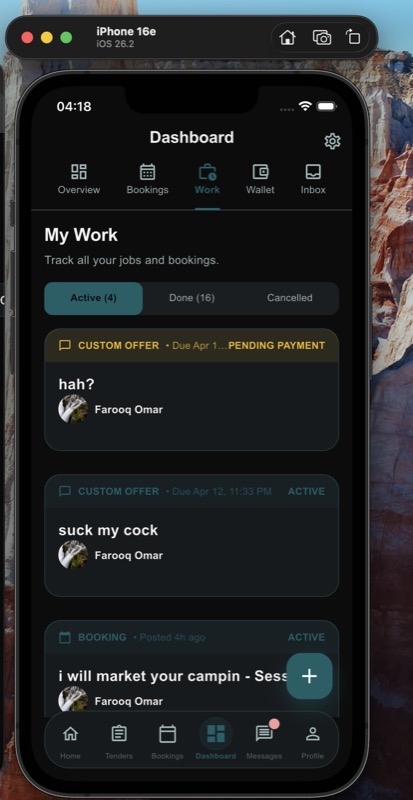 iPhone 16e
iOS 26.2
04:18
Dashboard
Overview
Bookings
Work
Wallet
Inbox
My Work
Track all your jobs and bookings.
Active (4)
Done (16)
Cancelled
CUSTOM OFFER • Due Apr 1... PENDING PAYMENT
hah?
Farooq Omar
CUSTOM OFFER • Due Apr 12, 11:33 PM ACTIVE
suck my cock
Farooq Omar
BOOKING • Posted 4h ago ACTIVE
i will market your campin - Sess
Farooq Omar
Home
Tenders
Bookings
Dashboard
Messages
Profile